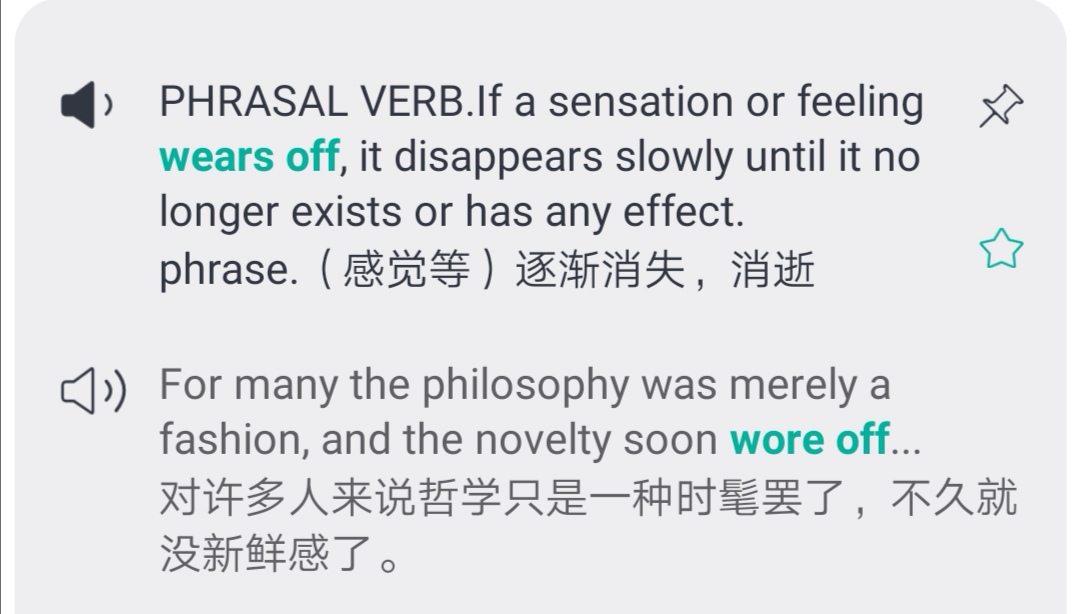 PHRASAL VERB.If a sensation or feeling
wears off, it disappears slowly until it no
longer exists or has any effect.
phrase.（感觉等）逐渐消失，消逝
For many the philosophy was merely a
fashion, and the novelty soon wore off...
对许多人来说哲学只是一种时髦罢了，不久就
没新鲜感了。